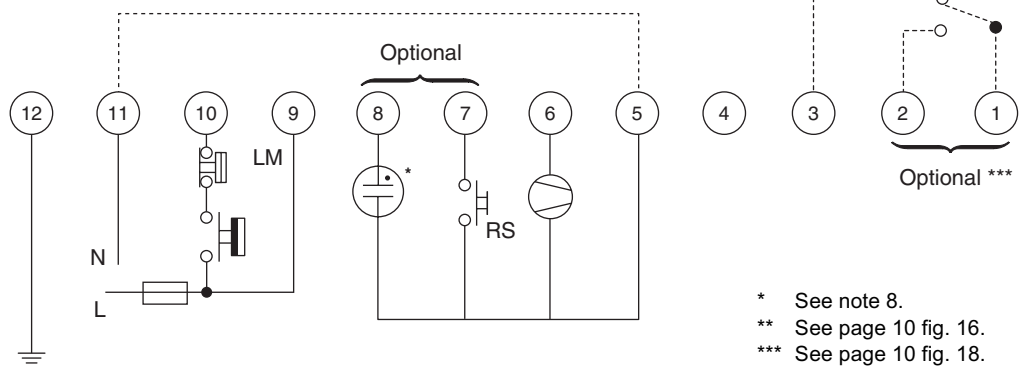 Optional
12 11 10 9 8 7 6 5 4 3 2 1
LM
*
Optional ***
RS
N
L
* See note 8.
** See page 10 fig. 16.
*** See page 10 fig. 18.